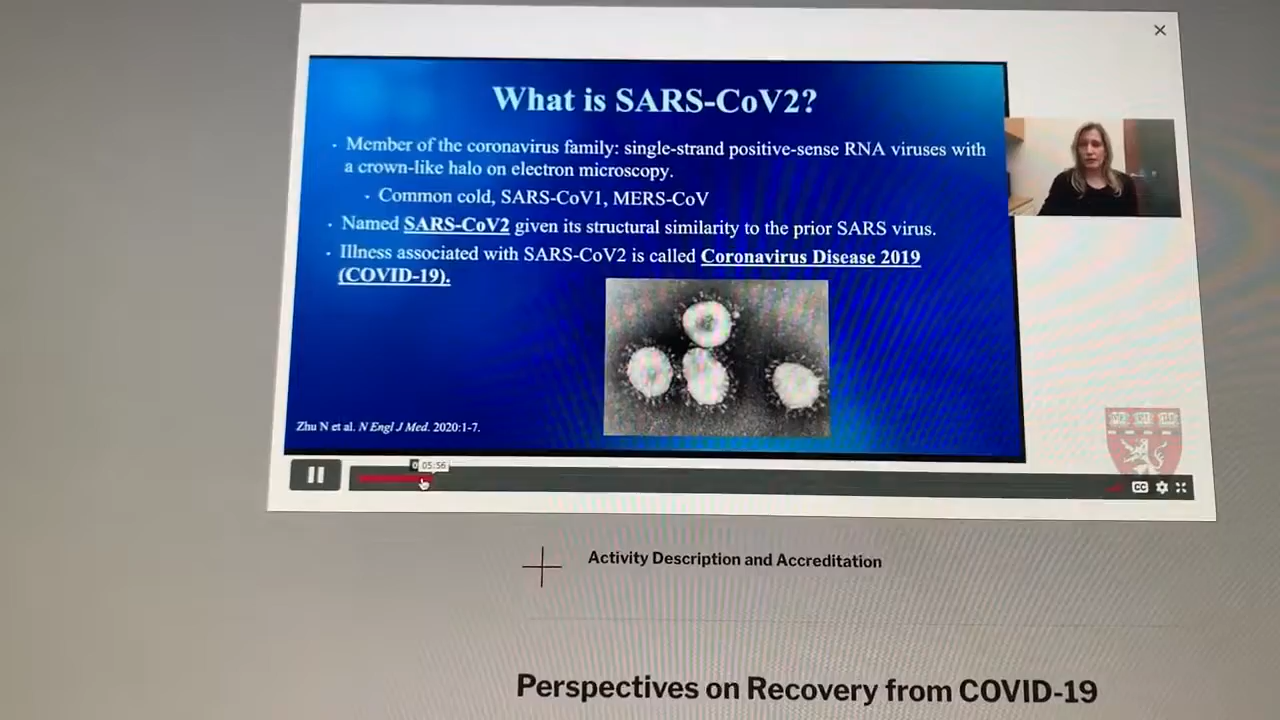 What is SARS-CoV2?
· Member of the coronavirus family: single-strand positive-sense RNA viruses with
a crown-like halo on electron microscopy.
· Common cold, SARS-CoV1, MERS-CoV
· Named SARS-CoV2 given its structural similarity to the prior SARS virus.
· Illness associated with SARS-CoV2 is called Coronavirus Disease 2019
(COVID-19).
Zhu N et al. N Engl J Med. 2020:1-7.
05:56
CC
Activity Description and Accreditation
Perspectives on Recovery from COVID-19